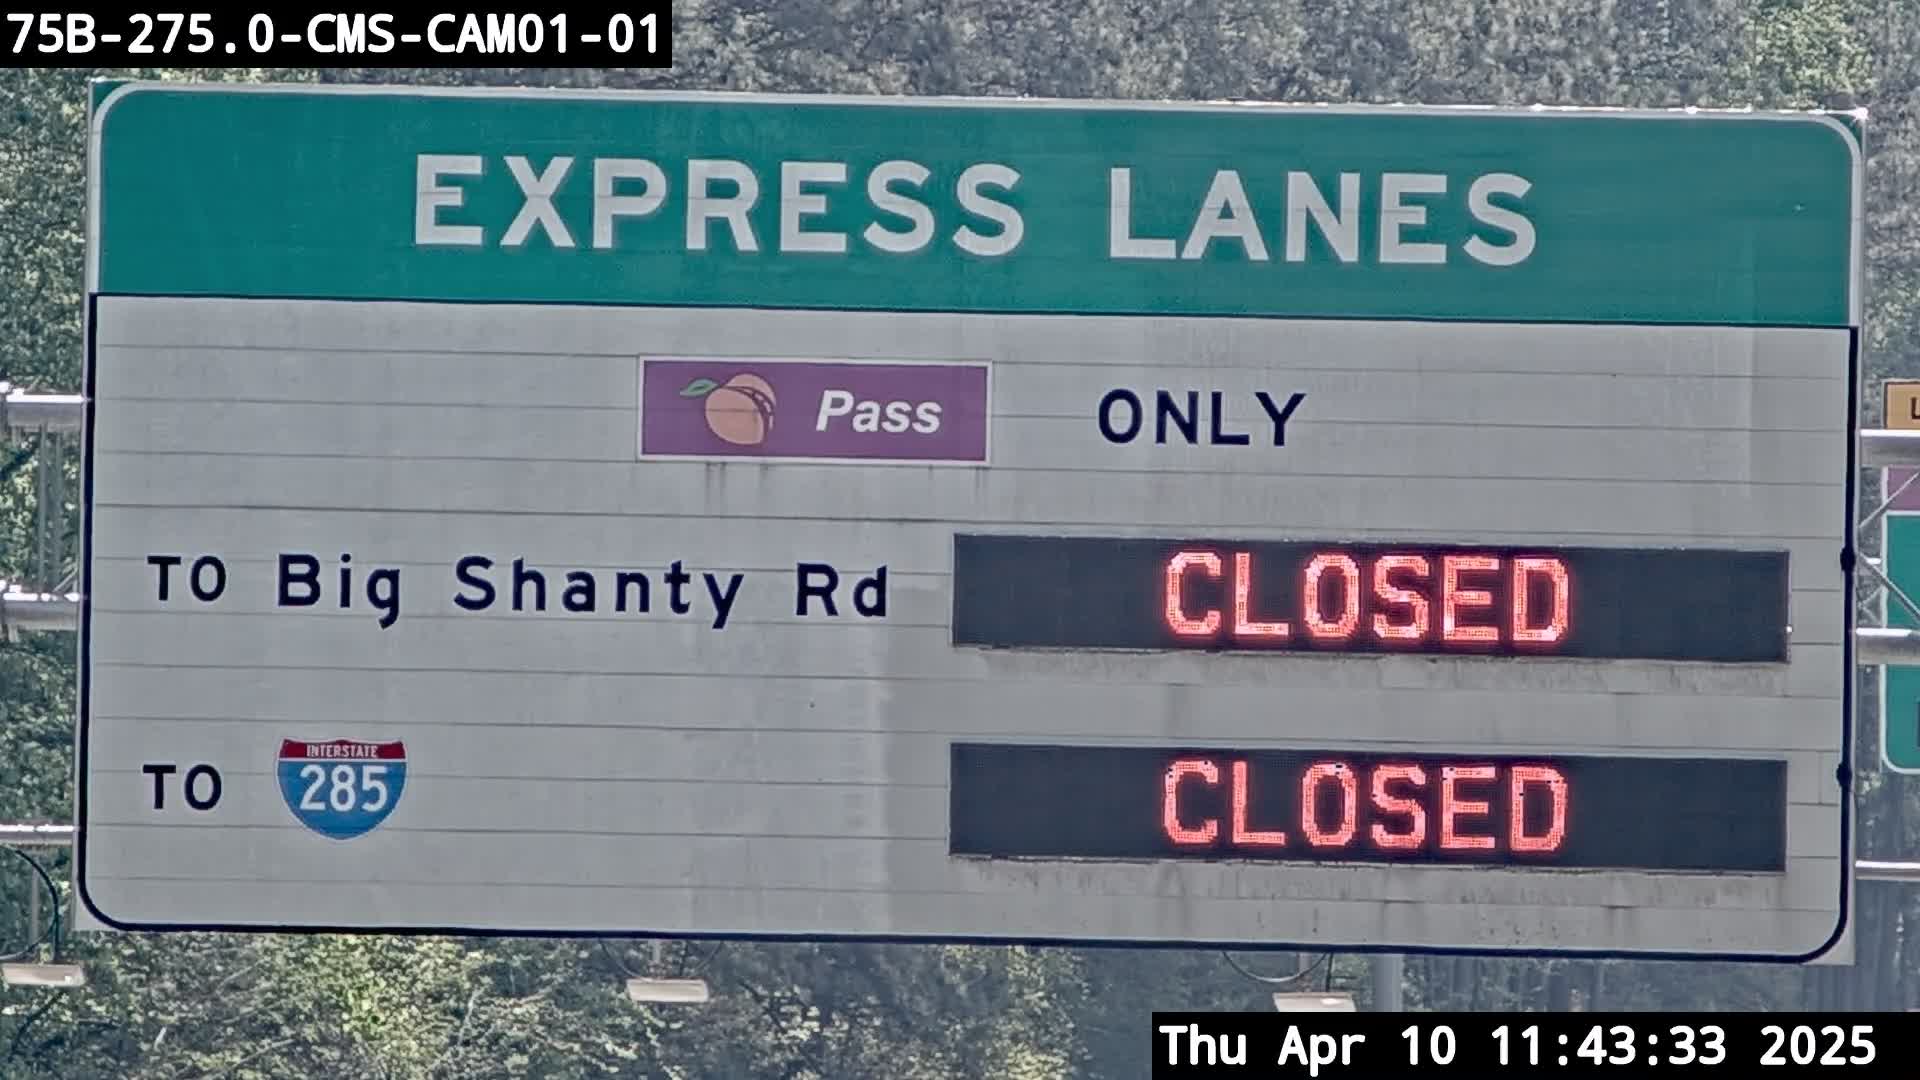 75B-275.0-CMS-CAM01-01
EXPRESS LANES
Pass ONLY
TO Big Shanty Rd CLOSED
TO INTERSTATE 285 CLOSED
Thu Apr 10 11:43:33 2025